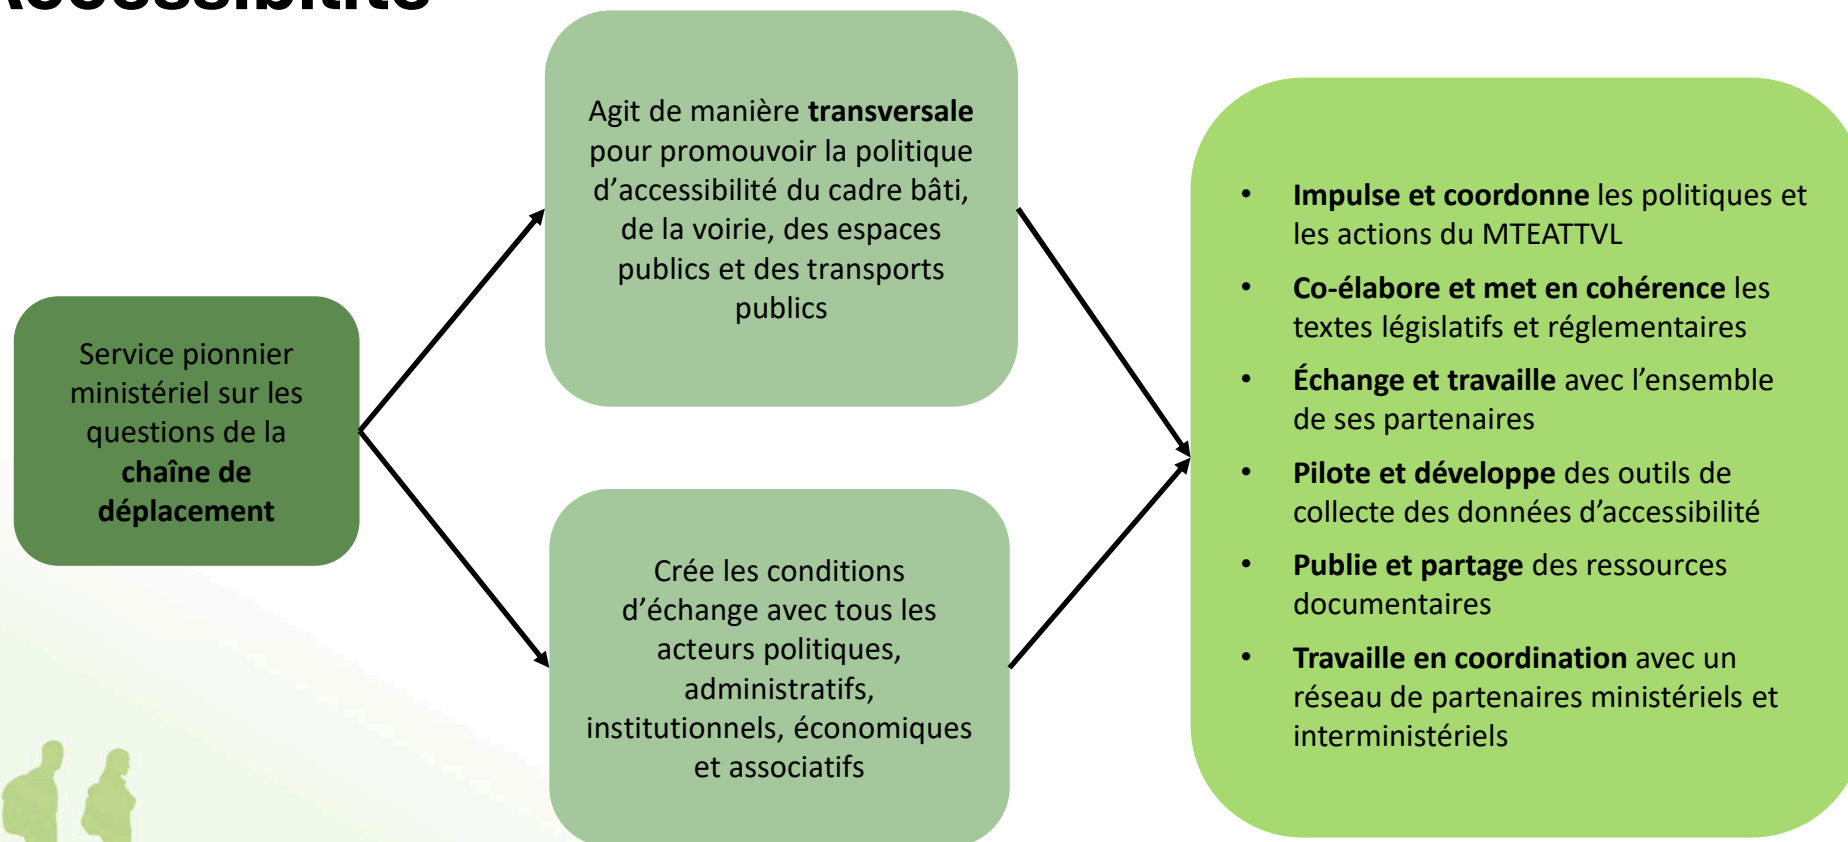 Accessibilité
Service pionnier
ministériel sur les
questions de la
chaîne de
déplacement
Agit de manière transversale
pour promouvoir la politique
d’accessibilité du cadre bâti,
de la voirie, des espaces
publics et des transports
publics
Crée les conditions
d’échange avec tous les
acteurs politiques,
administratifs,
institutionnels, économiques
et associatifs
• Impulse et coordonne les politiques et
les actions du MTEATTVL
• Co-élabore et met en cohérence les
textes législatifs et réglementaires
• Échange et travaille avec l’ensemble
de ses partenaires
• Pilote et développe des outils de
collecte des données d’accessibilité
• Publie et partage des ressources
documentaires
• Travaille en coordination avec un
réseau de partenaires ministériels et
interministériels